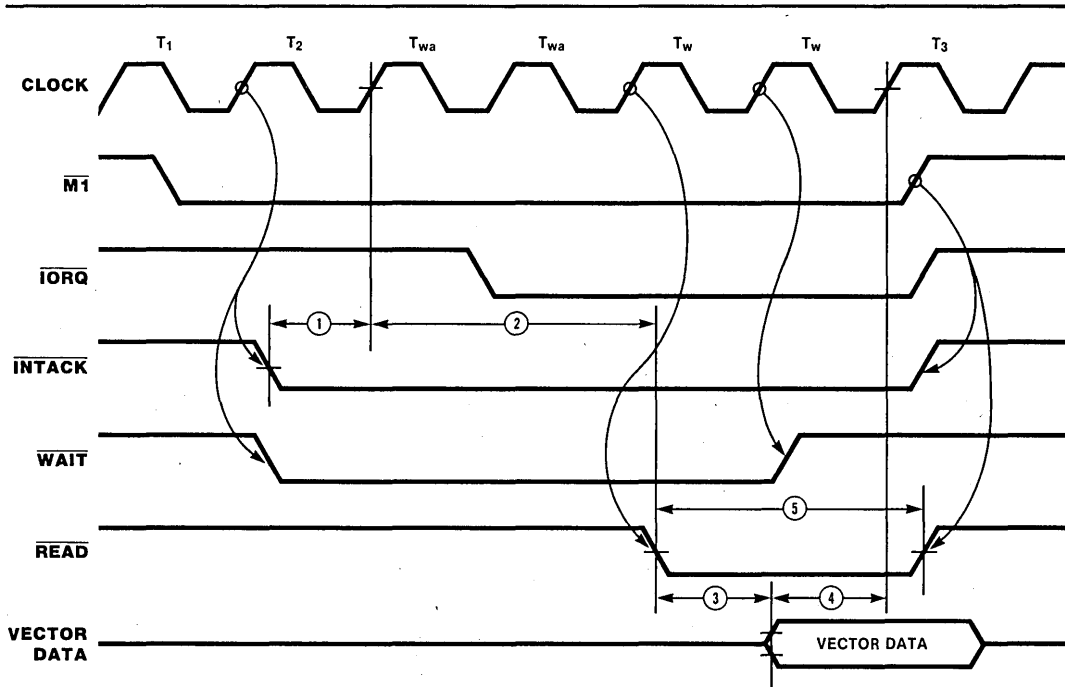 T1 T2 Twa Twa Tw Tw T3
CLOCK
M1
IORQ
1 2
INTACK
WAIT
5
READ
3 4
VECTOR DATA
VECTOR DATA